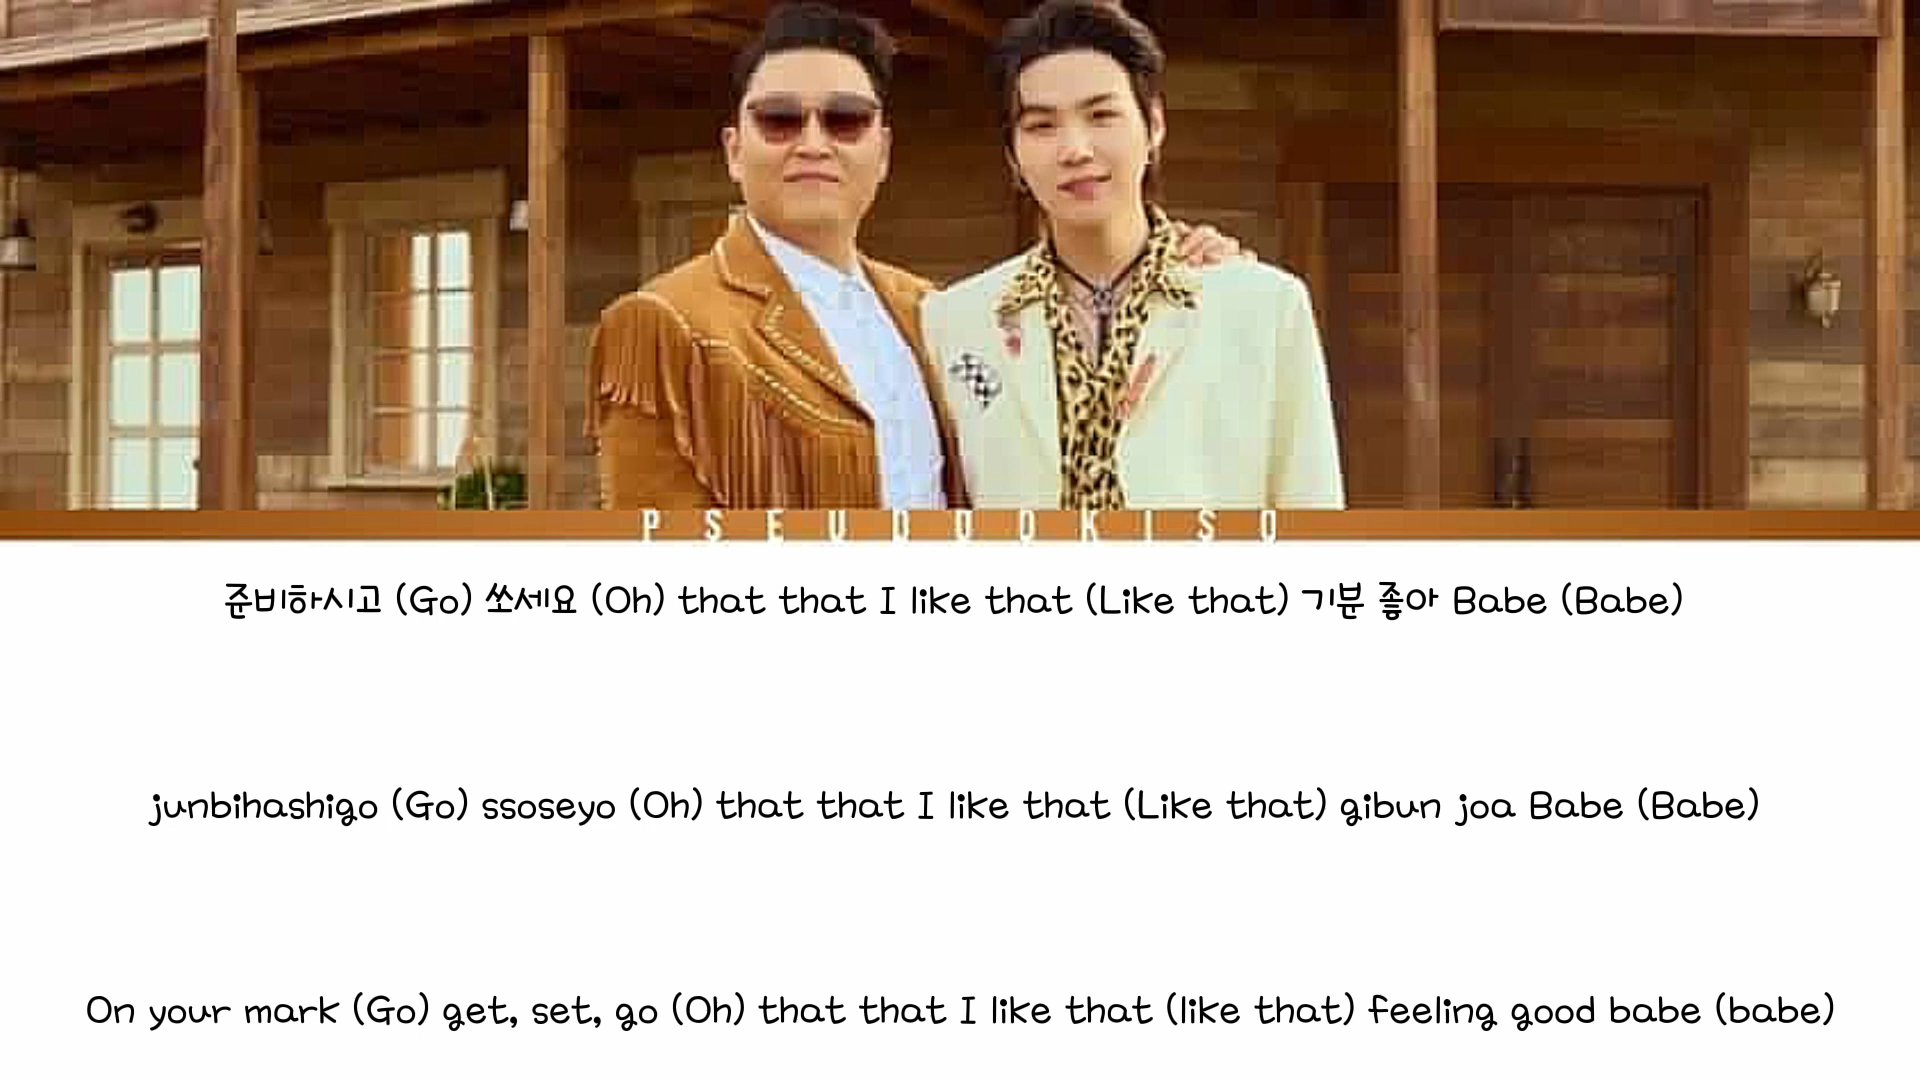 P S E U D O O K I S O
준비하시고 (Go) 쏘세요 (Oh) that that I like that (Like that) 기분 좋아 Babe (Babe)
junbihashigo (Go) ssoseyo (Oh) that that I like that (Like that) gibun joa Babe (Babe)
On your mark (Go) get, set, go (Oh) that that I like that (like that) feeling good babe (babe)